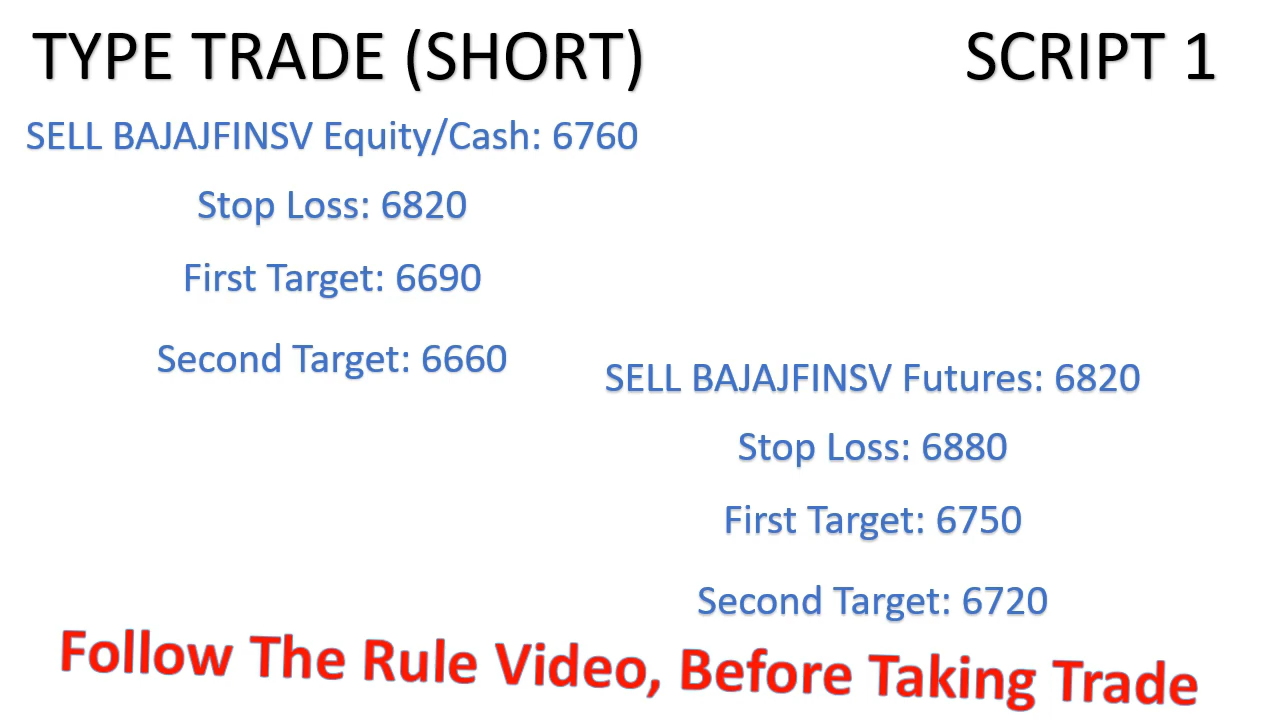 TYPE TRADE (SHORT)
SCRIPT 1
SELL BAJAJFINSV Equity/Cash: 6760
Stop Loss: 6820
First Target: 6690
Second Target: 6660
SELL BAJAJFINSV Futures: 6820
Stop Loss: 6880
First Target: 6750
Second Target: 6720
Follow The Rule Video, Before Taking Trade